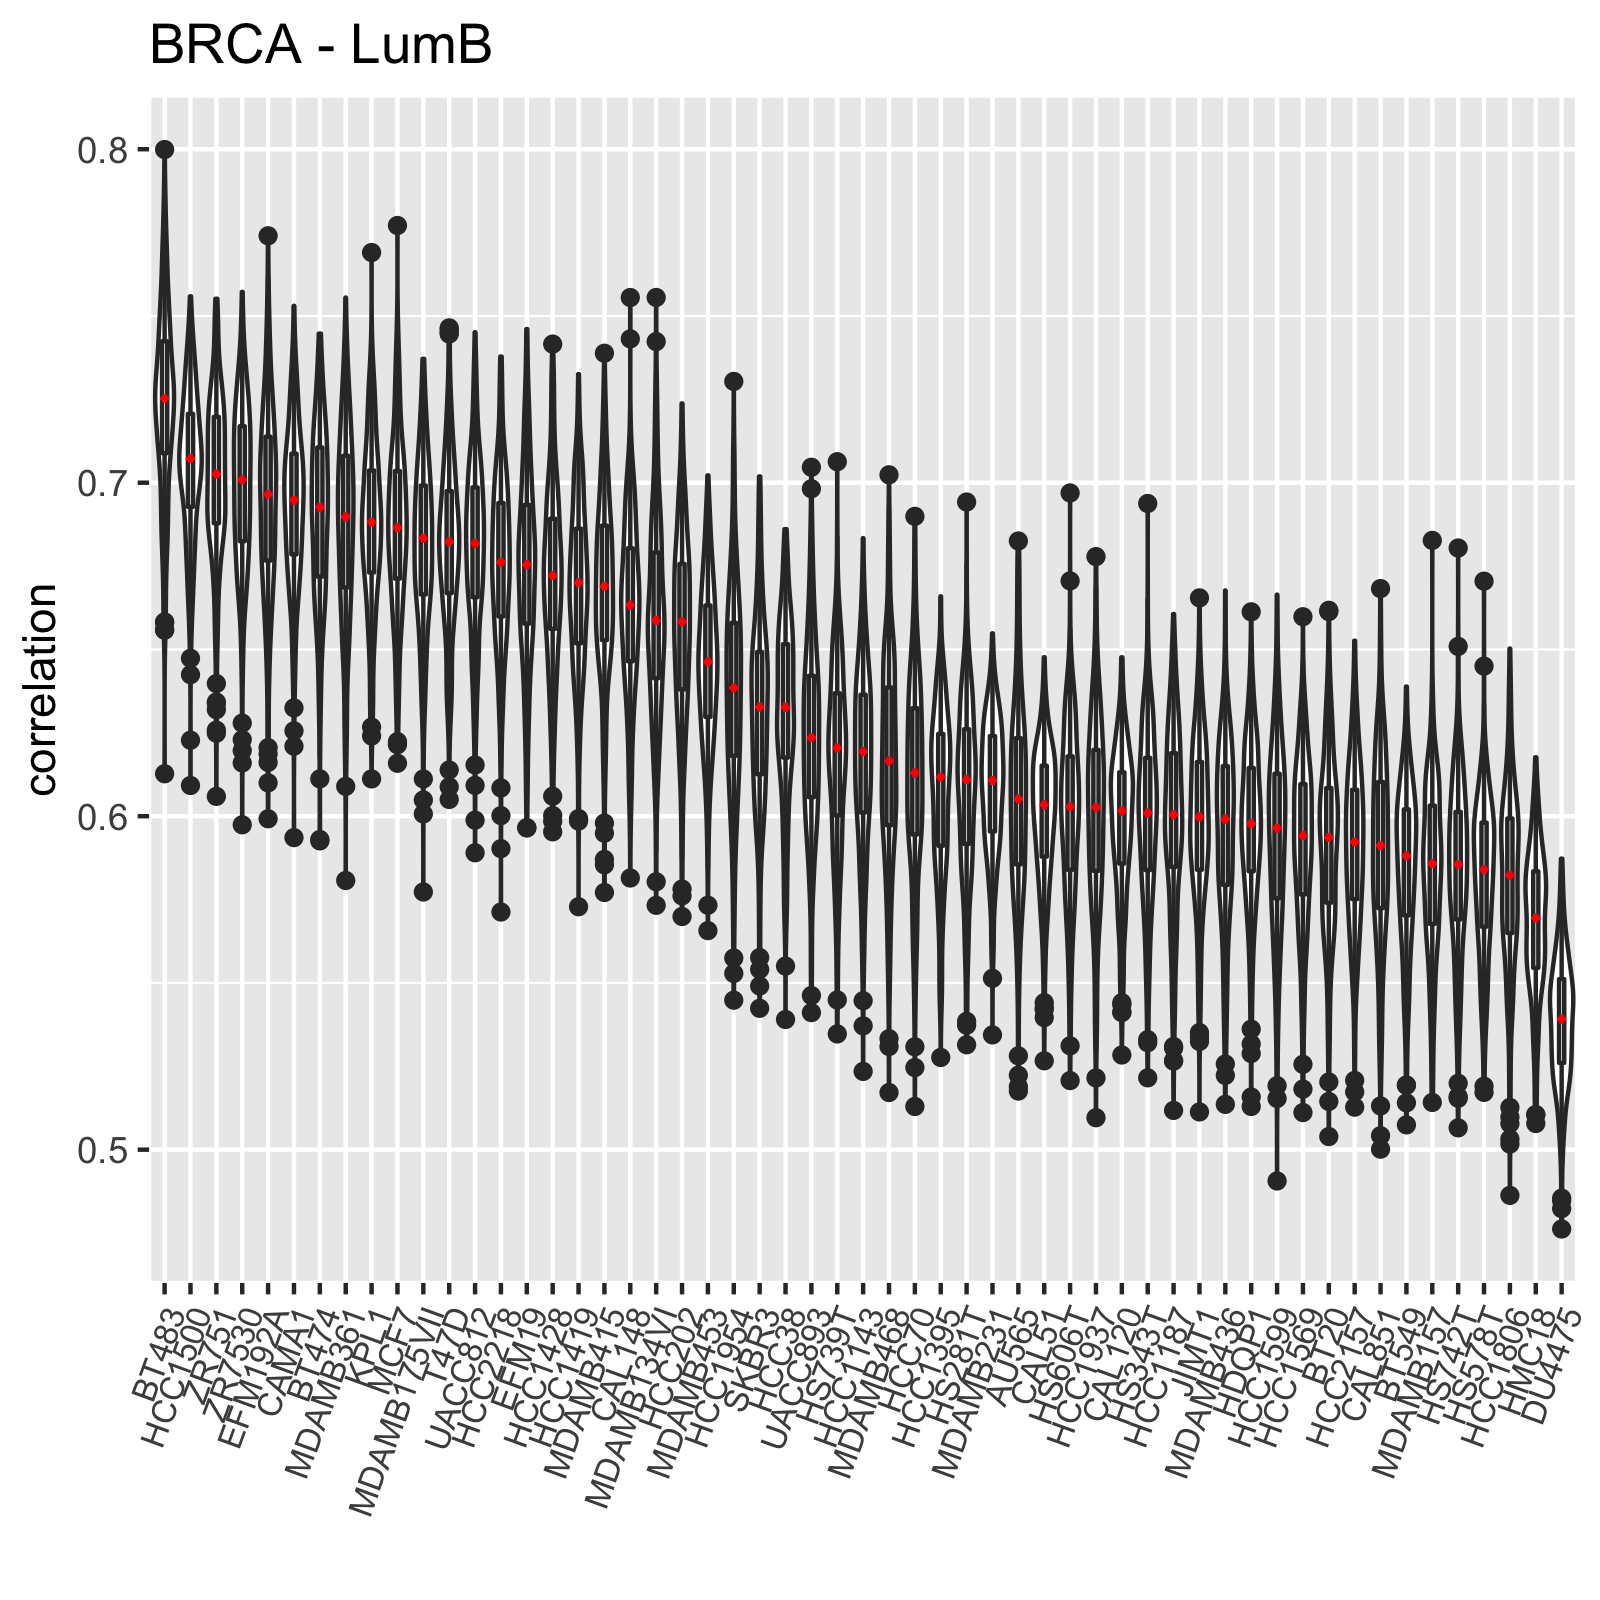 BRCA - LumB
correlation
0.8
0.7
0.6
0.5
BT483
HCC1500
ZR751
ZR7530
EFM192A
CAMA1
BT474
MDAMB361
KPL1
MCF7
MDAMB175VII
T47D
UACC812
HCC2218
EFM19
HCC1428
HCC1419
MDAMB415
CAL148
MDAMB134VI
HCC202
MDAMB453
HCC1954
SKBR3
HCC38
UACC893
HS739T
HCC1143
MDAMB468
HCC70
HCC1395
HS281T
MDAMB231
AU565
CAL51
HS606T
HCC1937
CAL120
HS343T
HCC1187
JIMT1
MDAMB436
HDQP1
HCC1599
HCC1569
BT20
HCC2157
CAL851
BT549
MDAMB157
HS742T
HS578T
HCC1806
HMC18
DU4475